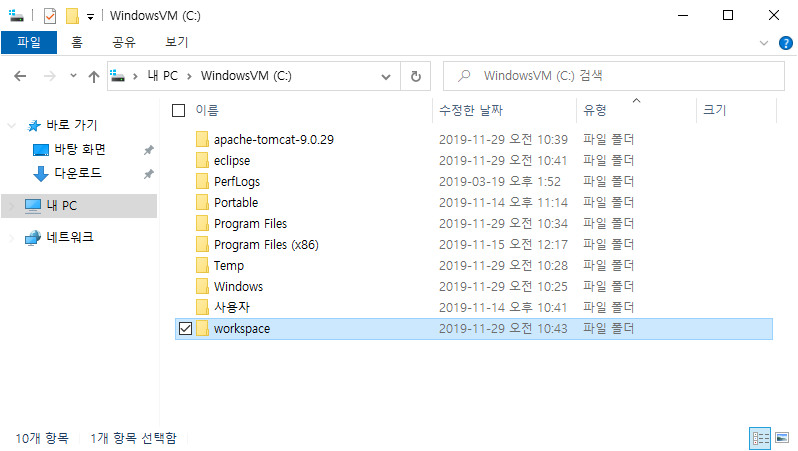 WindowsVM (C:)
파일 홈 공유 보기
내 PC WindowsVM (C:) WindowsVM (C:) 검색
이름 수정한 날짜 유형 크기
바로 가기
바탕 화면
다운로드
내 PC
네트워크
apache-tomcat-9.0.29 2019-11-29 오전 10:39 파일 폴더
eclipse 2019-11-29 오전 10:41 파일 폴더
PerfLogs 2019-03-19 오후 1:52 파일 폴더
Portable 2019-11-14 오후 11:14 파일 폴더
Program Files 2019-11-29 오전 10:34 파일 폴더
Program Files (x86) 2019-11-15 오전 12:17 파일 폴더
Temp 2019-11-29 오전 10:28 파일 폴더
Windows 2019-11-29 오전 10:25 파일 폴더
사용자 2019-11-14 오후 10:41 파일 폴더
workspace 2019-11-29 오전 10:43 파일 폴더
10개 항목 1개 항목 선택함